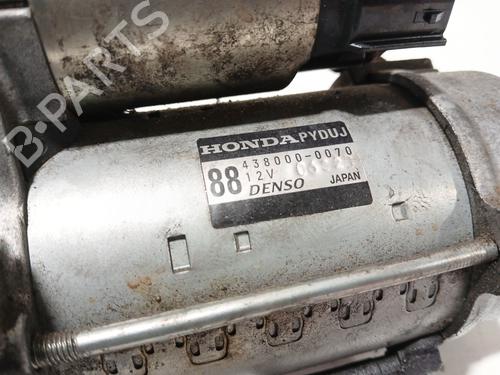 B-PARTS
HONDA PYDUJ
88 438000-0070
12V
DENSO JAPAN